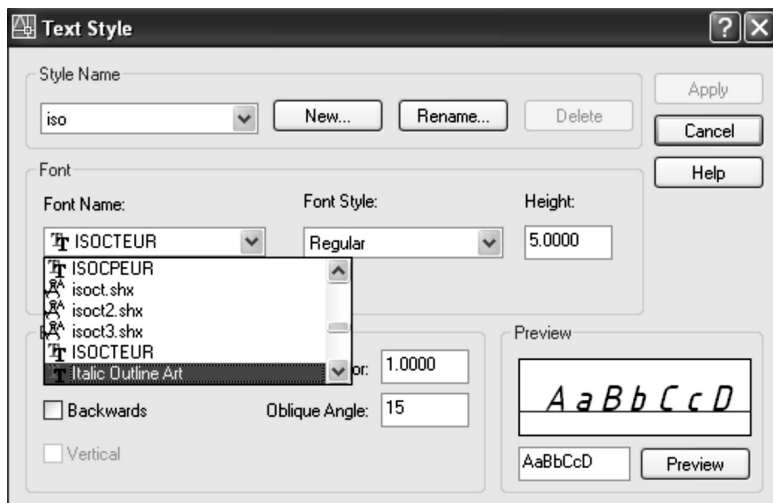 Text Style
Style Name
iso
New...
Rename...
Delete
Apply
Cancel
Help
Font
Font Name:
Font Style:
Height:
ISOCTEUR
Regular
5.0000
ISOCPEUR
isoct.shx
isoct2.shx
isoct3.shx
ISOCTEUR
Italic Outline Art
or:
1.0000
Backwards
Oblique Angle:
15
Vertical
Preview
AaBbCcD
AaBbCcD
Preview